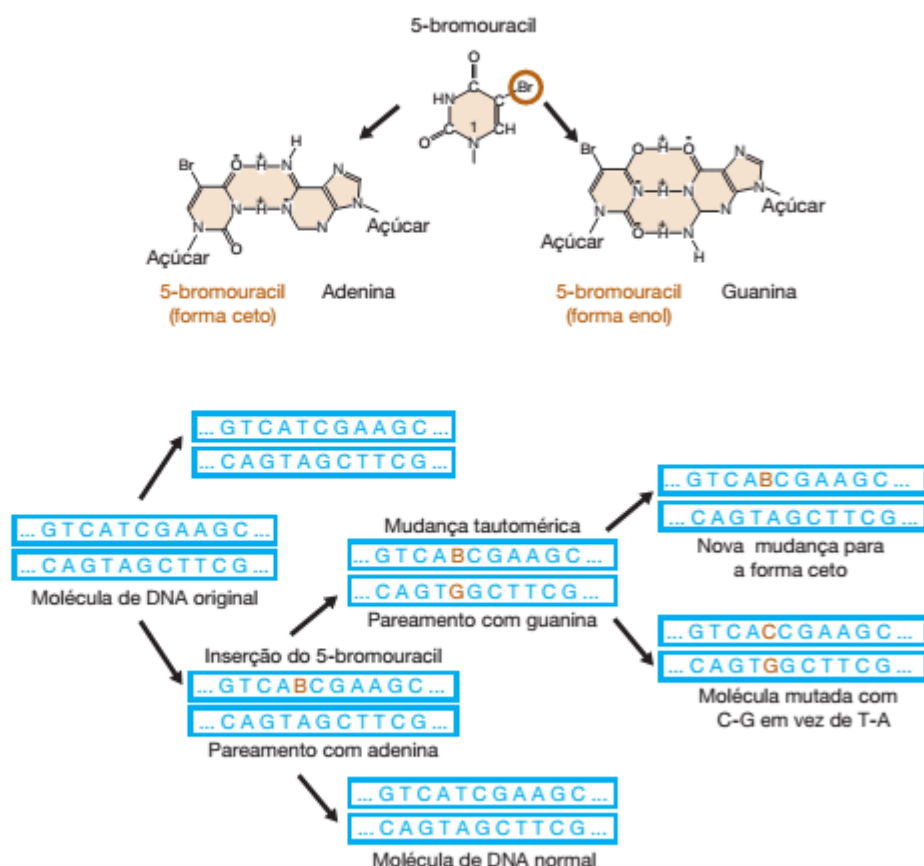 5-bromouracil
O
HN
C
C
Br
1
O
C
N
CH
H
Br
O
H
N
N
N
H
N
N
N
O
Açúcar
Açúcar
5-bromouracil
(forma ceto)
Adenina
Br
O
H
O
N
N
H
N
N
N
O
H
N
H
Açúcar
Açúcar
5-bromouracil
(forma enol)
Guanina
... G T C A T C G A A G C ...
... C A G T A G C T T C G ...
... G T C A T C G A A G C ...
... C A G T A G C T T C G ...
Molécula de DNA original
Inserção do 5-bromouracil
... G T C A B C G A A G C ...
... C A G T A G C T T C G ...
Pareamento com adenina
Mudança tautomérica
... G T C A B C G A A G C ...
... C A G T G G C T T C G ...
Pareamento com guanina
... G T C A T C G A A G C ...
... C A G T A G C T T C G ...
Molécula de DNA normal
... G T C A B C G A A G C ...
... C A G T A G C T T C G ...
Nova mudança para
a forma ceto
... G T C A C C G A A G C ...
... C A G T G G C T T C G ...
Molécula mutada com
C-G em vez de T-A